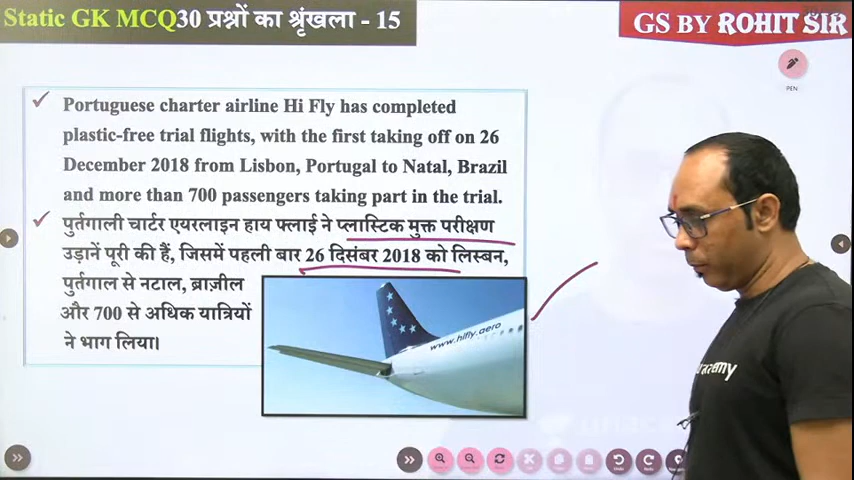 Static GK MCQ30 प्रश्नों का श्रृंखला - 15
GS BY ROHIT SIR
PEN
Portuguese charter airline Hi Fly has completed
plastic-free trial flights, with the first taking off on 26
December 2018 from Lisbon, Portugal to Natal, Brazil
and more than 700 passengers taking part in the trial.
पुर्तगाली चार्टर एयरलाइन हाय फ्लाई ने प्लास्टिक मुक्त परीक्षण
उड़ानें पूरी की हैं, जिसमें पहली बार 26 दिसंबर 2018 को लिस्बन,
पुर्तगाल से नटाल, ब्राज़ील
और 700 से अधिक यात्रियों
ने भाग लिया।
www.hifly.aero
Undo
Redo